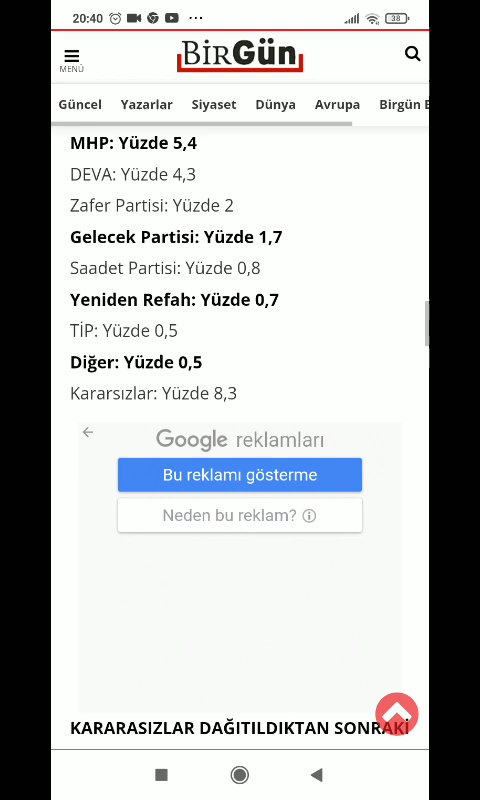 20:40
38
MENÜ
BİRGün
Güncel Yazarlar Siyaset Dünya Avrupa Birgün E
MHP: Yüzde 5,4
DEVA: Yüzde 4,3
Zafer Partisi: Yüzde 2
Gelecek Partisi: Yüzde 1,7
Saadet Partisi: Yüzde 0,8
Yeniden Refah: Yüzde 0,7
TİP: Yüzde 0,5
Diğer: Yüzde 0,5
Kararsızlar: Yüzde 8,3
Google reklamları
Bu reklamı gösterme
Neden bu reklam?
KARARASIZLAR DAĞITILDIKTAN SONRAKİ